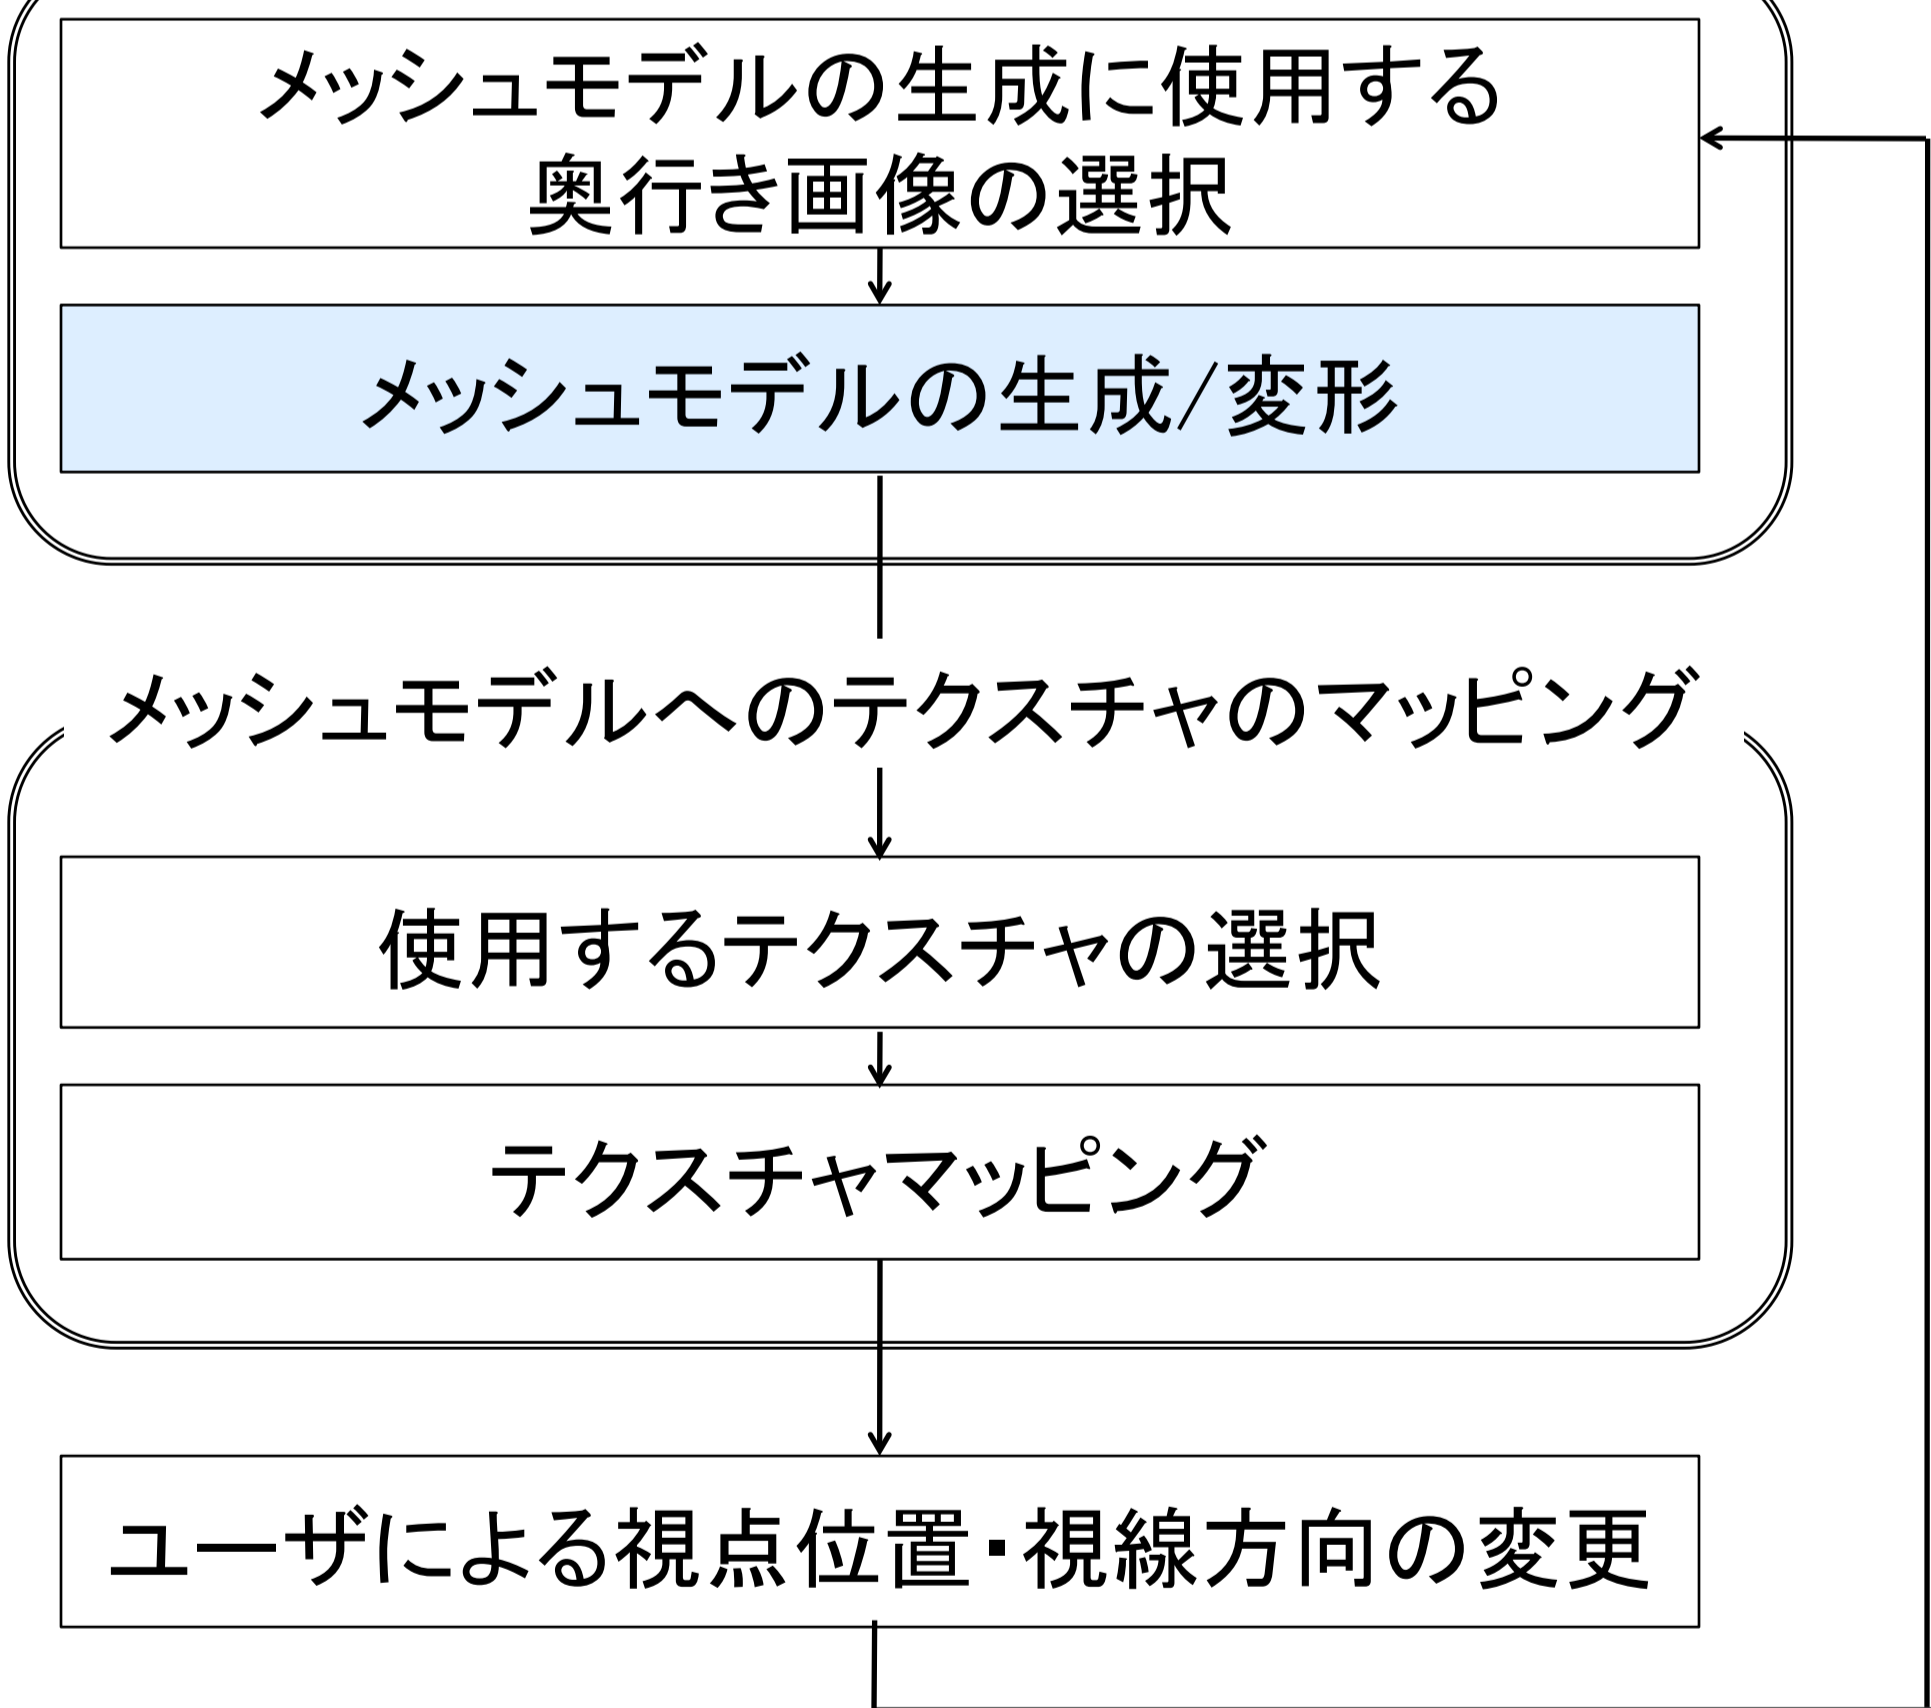 メッシュモデルの生成に使用する
奥行き画像の選択
メッシュモデルの生成/変形
メッシュモデルへのテクスチャのマッピング
使用するテクスチャの選択
テクスチャマッピング
ユーザによる視点位置・視線方向の変更